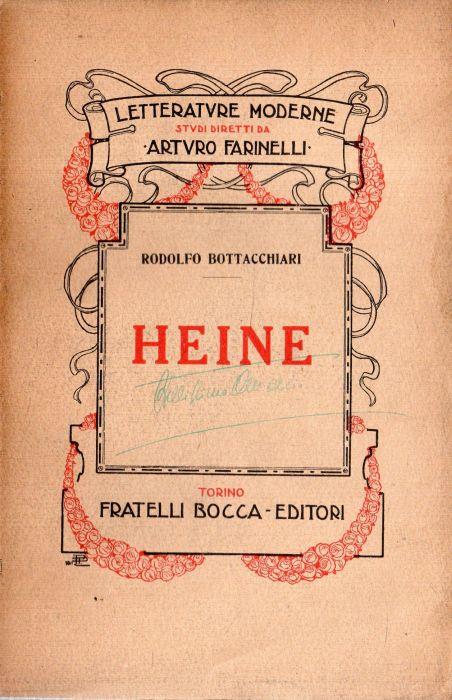 LETTERATVRE MODERNE
STVDI DIRETTI DA
·ARTVRO FARINELLI·
RODOLFO BOTTACCHIARI
HEINE
TORINO
FRATELLI BOCCA - EDITORI